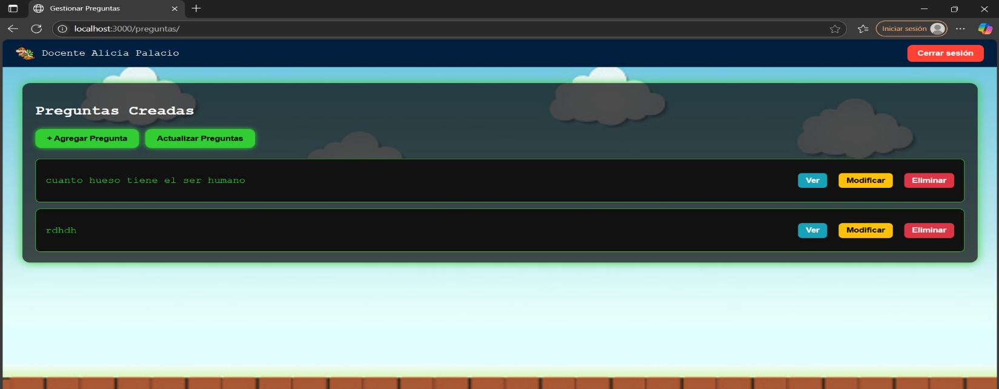 Gestionar Preguntas
localhost:3000/preguntas/
Iniciar sesión
Docente Alicia Palacio
Cerrar sesión
Preguntas Creadas
+ Agregar Pregunta
Actualizar Preguntas
cuanto hueso tiene el ser humano
Ver
Modificar
Eliminar
rdhdh
Ver
Modificar
Eliminar